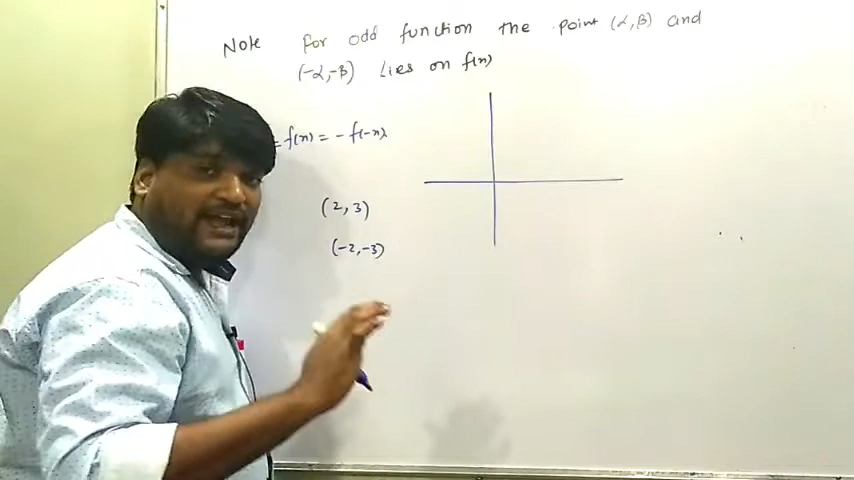 Note for odd function the point (α,β) and
(-α,-β) Lies on f(n)
= f(n) = - f(-n)
(2,3)
(-2,-3)